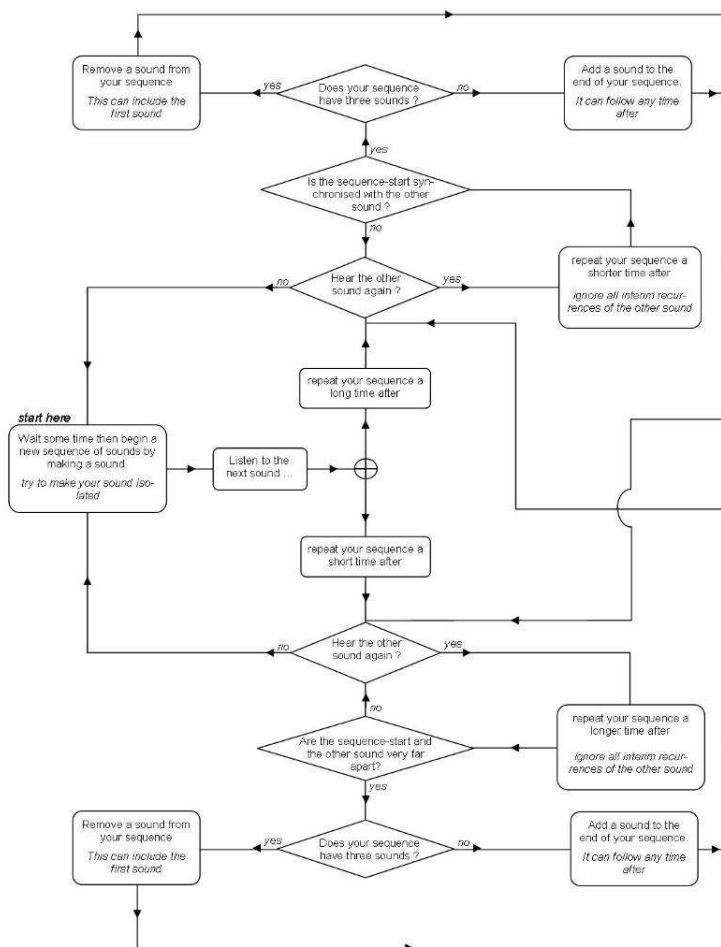 Remove a sound from
your sequence
This can include the
first sound
yes
Does your sequence
have three sounds ?
no
Add a sound to the
end of your sequence.
It can follow any time
after
yes
Is the sequence-start syn-
chronised with the other
sound ?
no
no
Hear the other
sound again ?
yes
repeat your sequence a
shorter time after
ignore all interim recur-
rences of the other sound
repeat your sequence a
long time after
start here
Wait some time then begin a
new sequence of sounds by
making a sound.
try to make your sound iso-
lated
Listen to the
next sound ...
repeat your sequence a
short time after
no
Hear the other
sound again ?
yes
no
repeat your sequence a
longer time after
ignore all interim recur-
rences of the other sound
Are the sequence-start and
the other sound very far
apart?
yes
Remove a sound from
your sequence
This can include the
first sound
yes
Does your sequence
have three sounds ?
no
Add a sound to the
end of your sequence.
It can follow any time
after